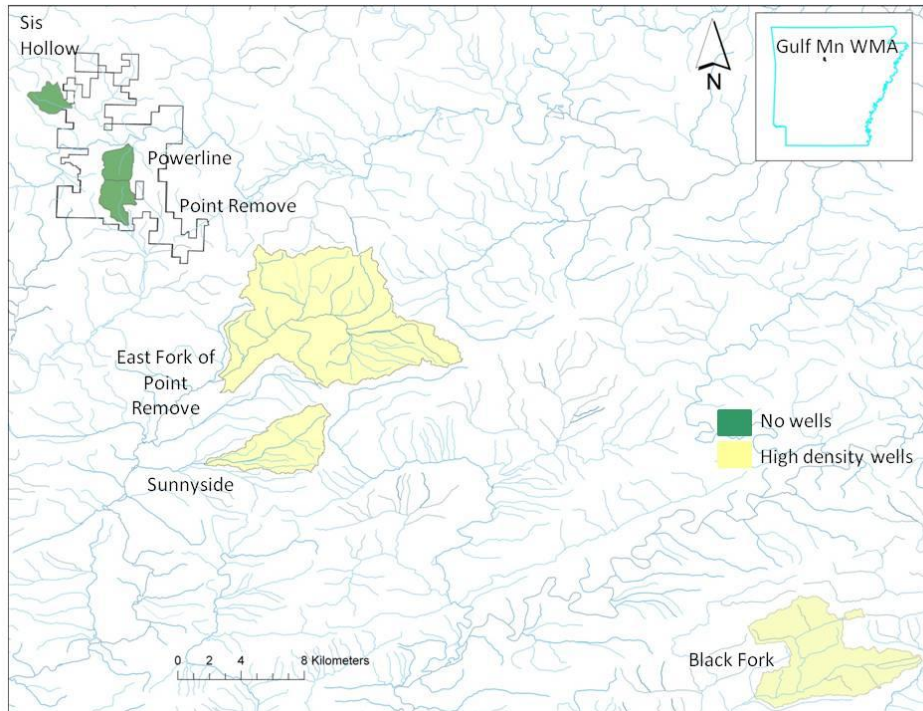 Sis
Hollow
Gulf Mn WMA
N
Powerline
Point Remove
East Fork of
Point
Remove
No wells
High density wells
Sunnyside
Black Fork
0 2 4 8 Kilometers